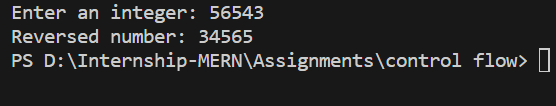 Enter an integer: 56543
Reversed number: 34565
PS D:\Internship-MERN\Assignments\control flow>